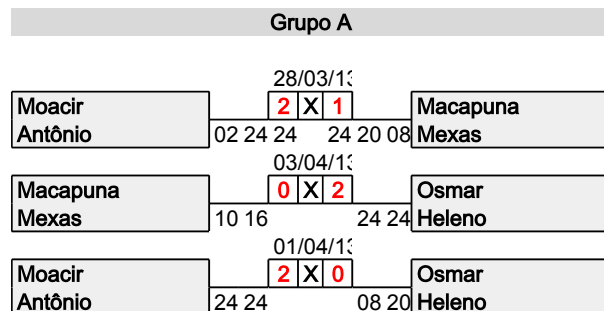 Grupo A
28/03/13
Moacir 2 X 1 Macapuna
Antônio 02 24 24 24 20 08 Mexas
03/04/13
Macapuna 0 X 2 Osmar
Mexas 10 16 24 24 Heleno
01/04/13
Moacir 2 X 0 Osmar
Antônio 24 24 08 20 Heleno